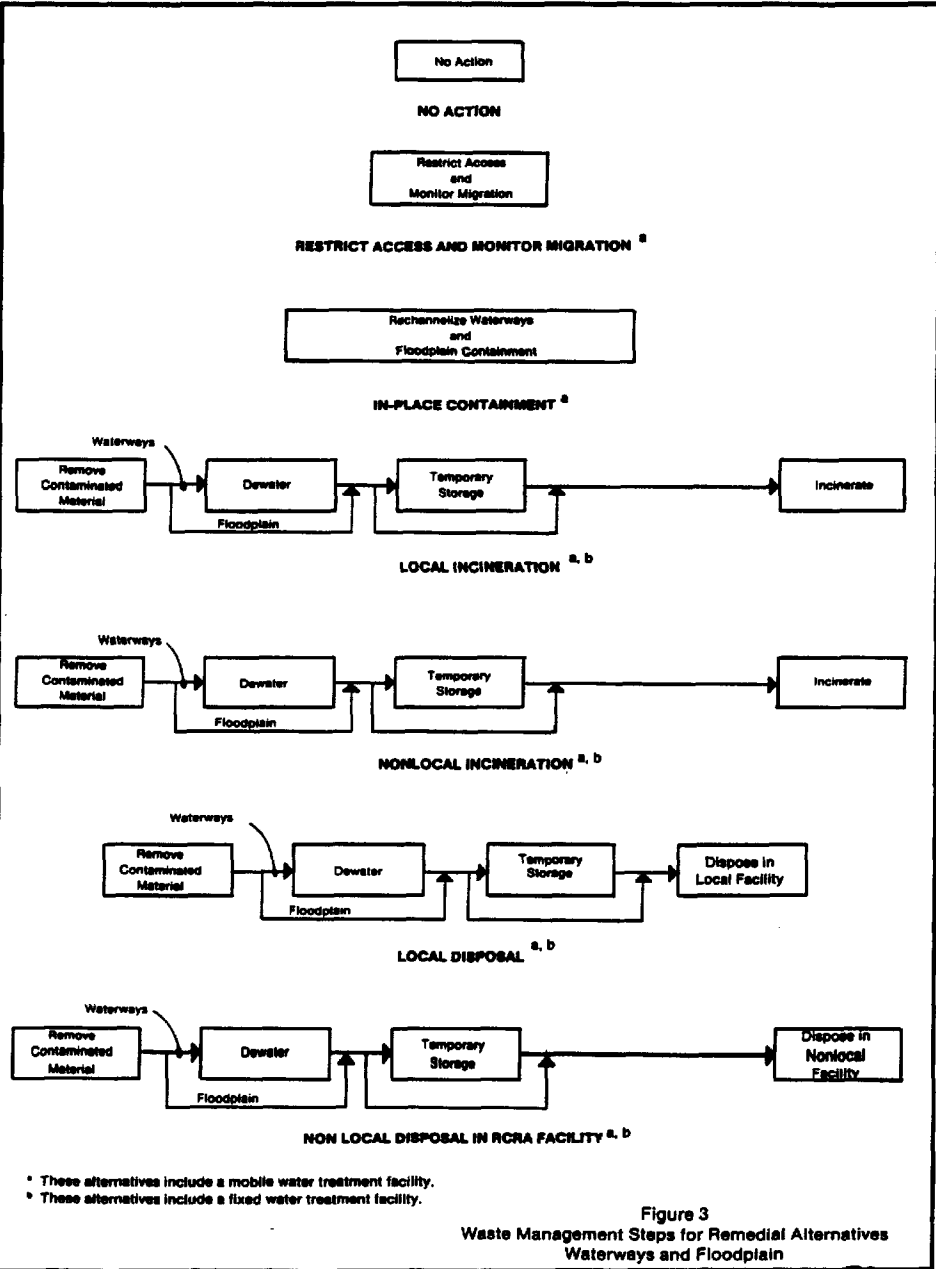 No Action
NO ACTION
Restrict Access
and
Monitor Migration
RESTRICT ACCESS AND MONITOR MIGRATION a
Rechannelize Waterways
and
Floodplain Containment
IN-PLACE CONTAINMENT a
Waterways
Remove
Contaminated
Material
Dewater
Temporary
Storage
Incinerate
Floodplain
LOCAL INCINERATION a, b
Waterways
Remove
Contaminated
Material
Dewater
Temporary
Storage
Incinerate
Floodplain
NONLOCAL INCINERATION a, b
Waterways
Remove
Contaminated
Material
Dewater
Temporary
Storage
Dispose in
Local Facility
Floodplain
LOCAL DISPOSAL a, b
Waterways
Remove
Contaminated
Material
Dewater
Temporary
Storage
Dispose in
Nonlocal
Facility
Floodplain
NON LOCAL DISPOSAL IN RCRA FACILITY a, b
a These alternatives include a mobile water treatment facility.
b These alternatives include a fixed water treatment facility.
Figure 3
Waste Management Steps for Remedial Alternatives
Waterways and Floodplain